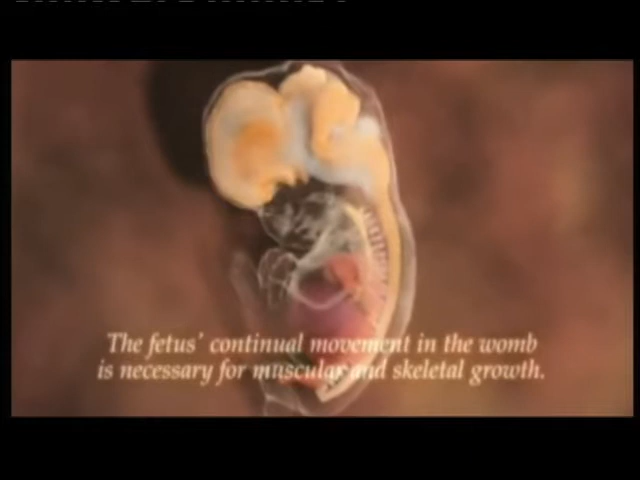 The fetus' continual movement in the womb
is necessary for muscular and skeletal growth.